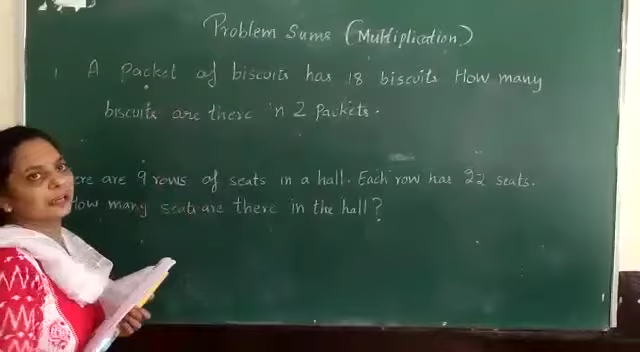 Problem Sums (Multiplication)
1 A Packet of biscuits has 18 biscuits How many
biscuits are there in 2 Packets.
ere are 9 rows of seats in a hall. Each row has 22 seats.
How many seats are there in the hall?